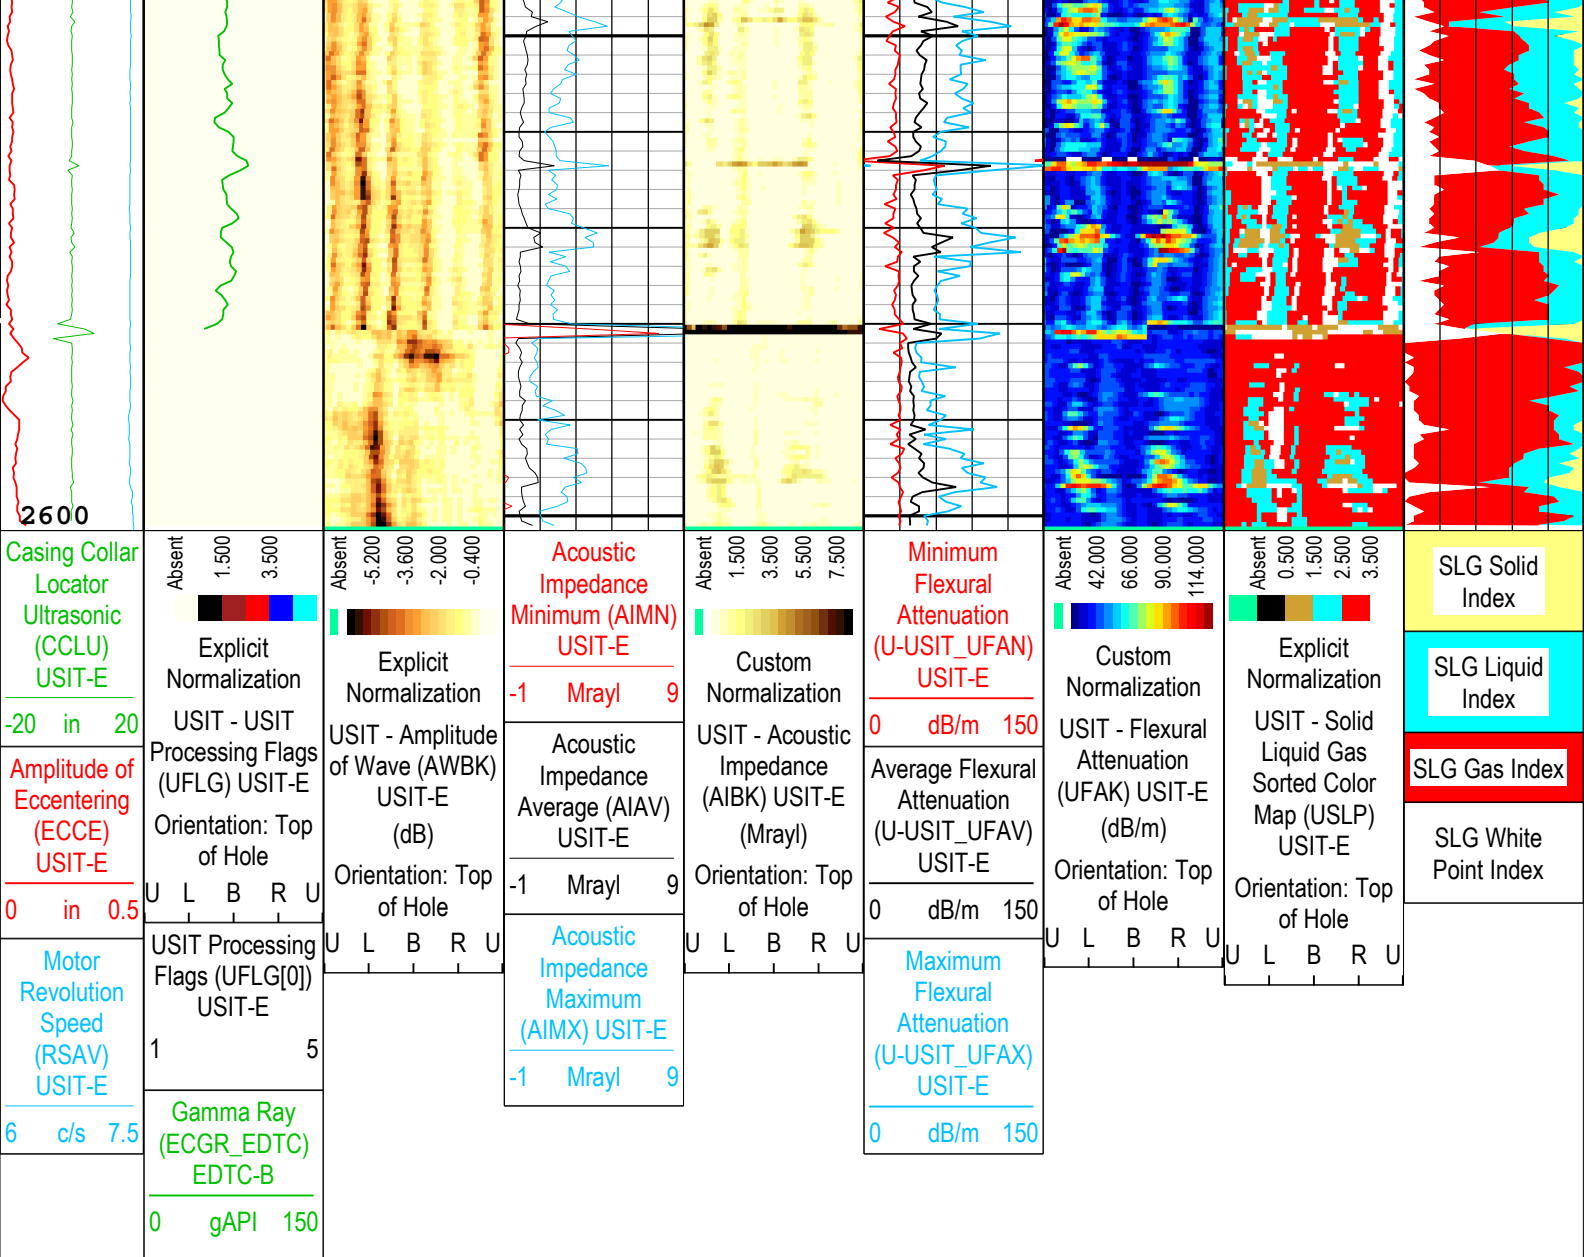 2600
Casing Collar
Locator
Ultrasonic
(CCLU)
USIT-E
-20 in 20
Amplitude of
Eccentering
(ECCE)
USIT-E
0 in 0.5
Motor
Revolution
Speed
(RSAV)
USIT-E
6 c/s 7.5
Absent
1.500
3.500
Explicit
Normalization
USIT - USIT
Processing Flags
(UFLG) USIT-E
Orientation: Top
of Hole
U L B R U
USIT Processing
Flags (UFLG[0])
USIT-E
1 5
Gamma Ray
(ECGR_EDTC)
EDTC-B
0 gAPI 150
Absent
-5.200
-3.600
-2.000
-0.400
Explicit
Normalization
USIT - Amplitude
of Wave (AWBK)
USIT-E
(dB)
Orientation: Top
of Hole
U L B R U
Acoustic
Impedance
Minimum (AIMN)
USIT-E
-1 Mrayl 9
Acoustic
Impedance
Average (AIAV)
USIT-E
-1 Mrayl 9
Acoustic
Impedance
Maximum
(AIMX) USIT-E
-1 Mrayl 9
Absent
1.500
3.500
5.500
7.500
Custom
Normalization
USIT - Acoustic
Impedance
(AIBK) USIT-E
(Mrayl)
Orientation: Top
of Hole
U L B R U
Minimum
Flexural
Attenuation
(U-USIT_UFAN)
USIT-E
0 dB/m 150
Average Flexural
Attenuation
(U-USIT_UFAV)
USIT-E
0 dB/m 150
Maximum
Flexural
Attenuation
(U-USIT_UFAX)
USIT-E
0 dB/m 150
Absent
42.000
66.000
90.000
114.000
Custom
Normalization
USIT - Flexural
Attenuation
(UFAK) USIT-E
(dB/m)
Orientation: Top
of Hole
U L B R U
Absent
0.500
1.500
2.500
3.500
Explicit
Normalization
USIT - Solid
Liquid Gas
Sorted Color
Map (USLP)
USIT-E
Orientation: Top
of Hole
U L B R U
SLG Solid
Index
SLG Liquid
Index
SLG Gas Index
SLG White
Point Index